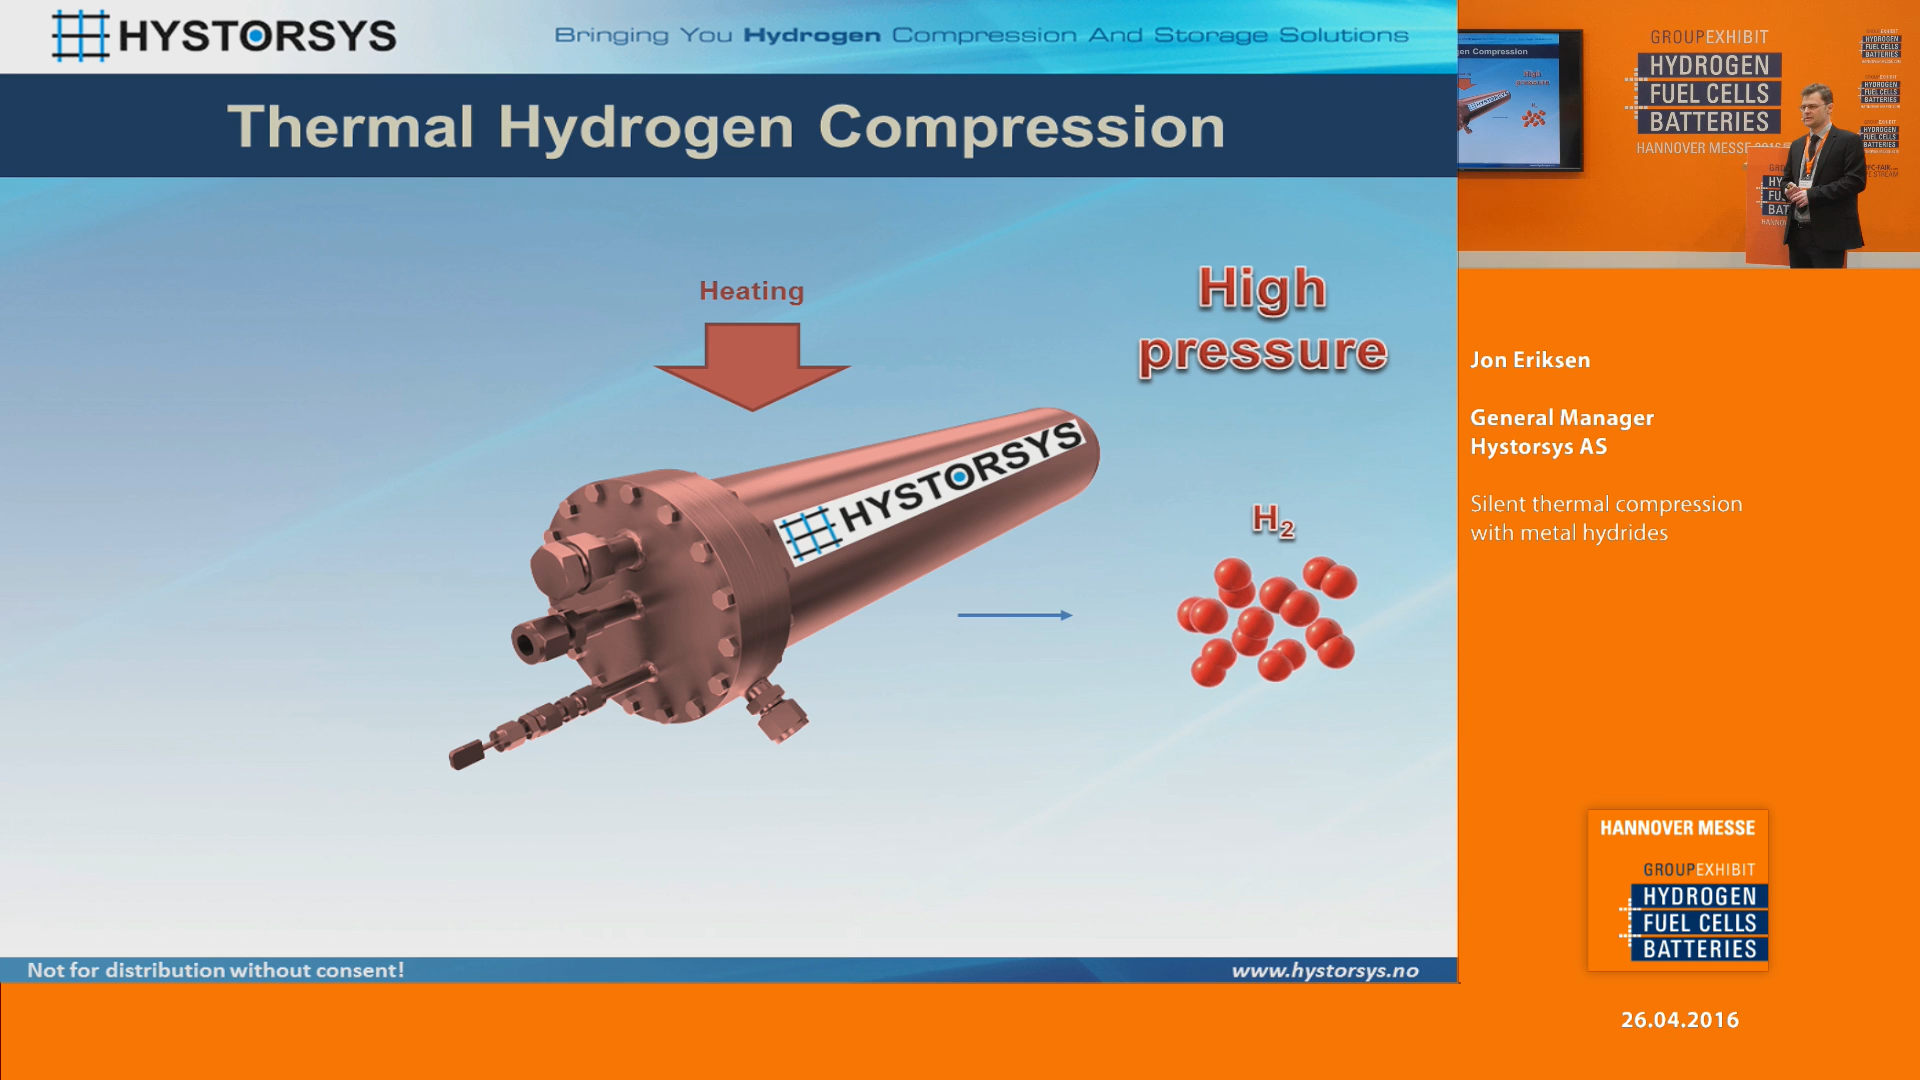 HYSTORSYS
Bringing You Hydrogen Compression And Storage Solutions
Thermal Hydrogen Compression
Heating
High
pressure
HYSTORSYS
H2
Not for distribution without consent!
www.hystorsys.no
GROUPEXHIBIT
HYDROGEN
FUEL CELLS
BATTERIES
HANNOVER MESSE
Jon Eriksen
General Manager
Hystorsys AS
Silent thermal compression
with metal hydrides
HANNOVER MESSE
GROUPEXHIBIT
HYDROGEN
FUEL CELLS
BATTERIES
26.04.2016